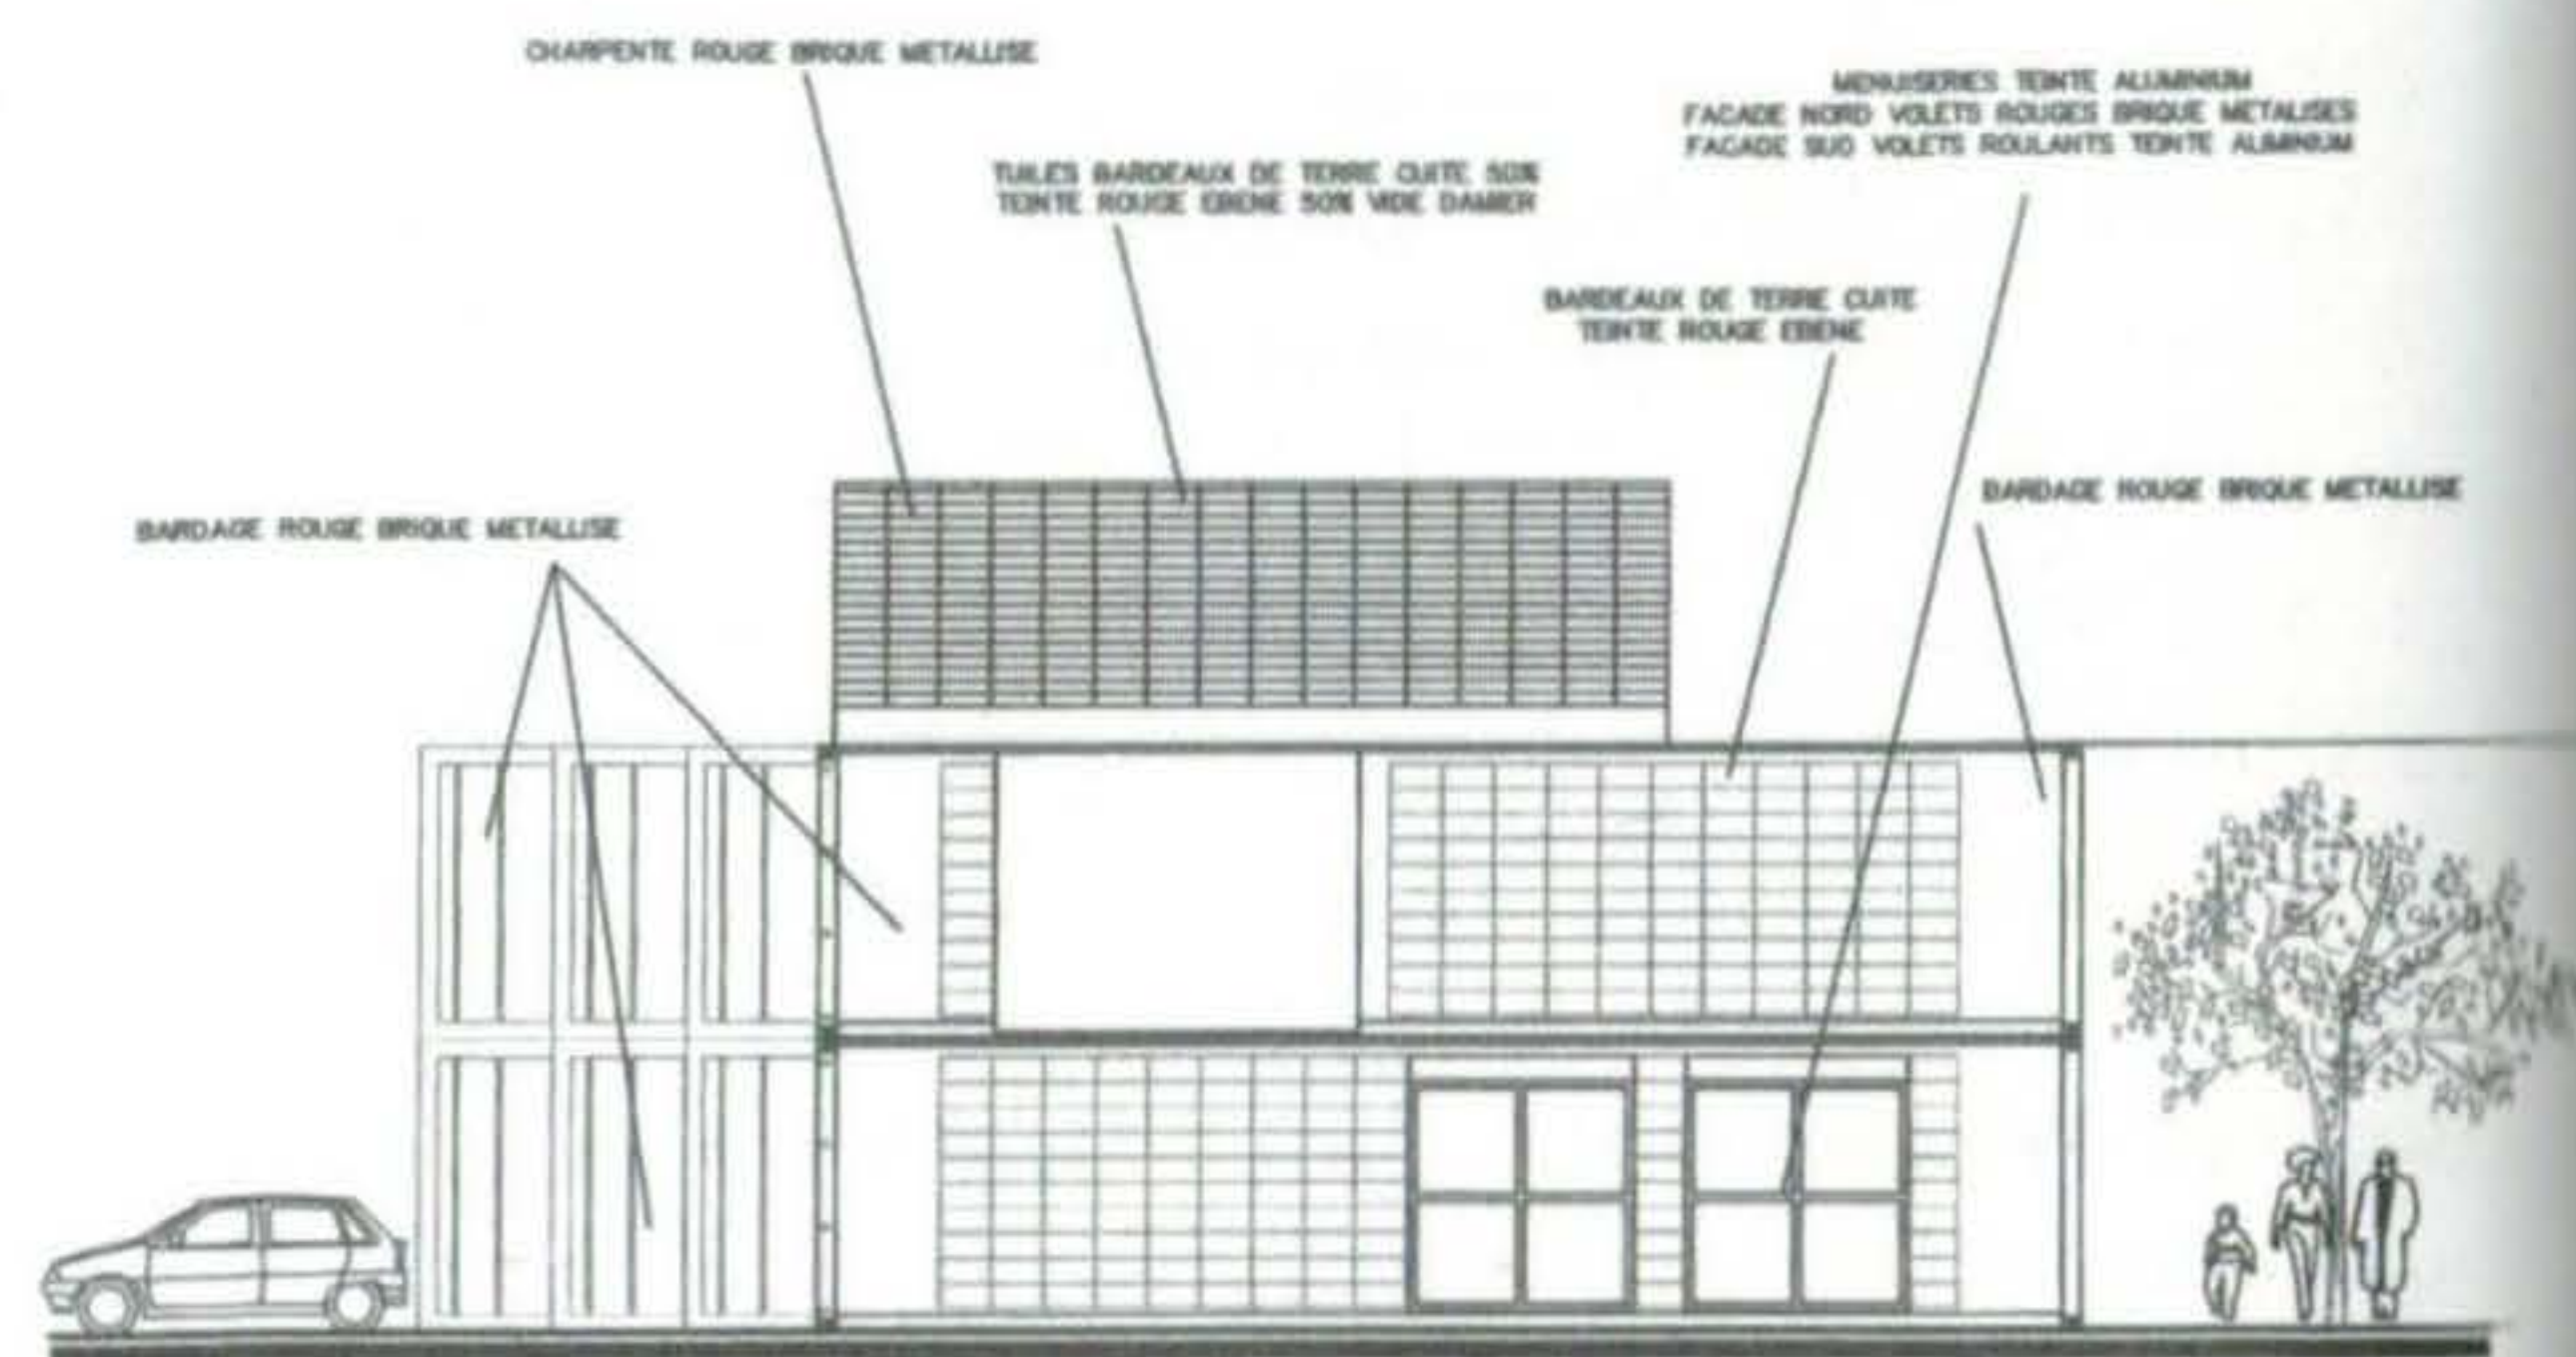 CHARPENTE ROUGE BRIQUE METALLISE
MENUISERIES TEINTE ALUMINIUM
FACADE NORD VOLETS ROUGES BRIQUE METALISES
FACADE SUD VOLETS ROULANTS TEINTE ALUMINIUM
TUILES BARDEAUX DE TERRE CUITE 50%
TEINTE ROUGE EBENE 50% VIDE DAMIER
BARDEAUX DE TERRE CUITE
TEINTE ROUGE EBENE
BARDAGE ROUGE BRIQUE METALLISE
BARDAGE ROUGE BRIQUE METALLISE